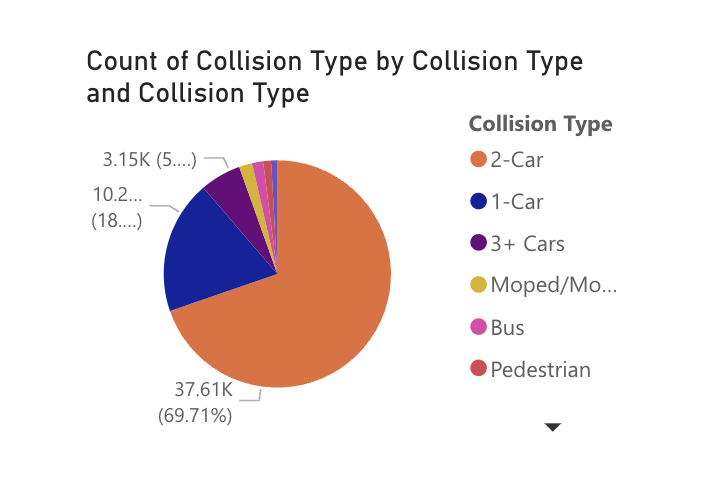 Count of Collision Type by Collision Type
and Collision Type
Collision Type
2-Car
1-Car
3+ Cars
Moped/Mo...
Bus
Pedestrian
3.15K (5....)
10.2...
(18....)
37.61K
(69.71%)